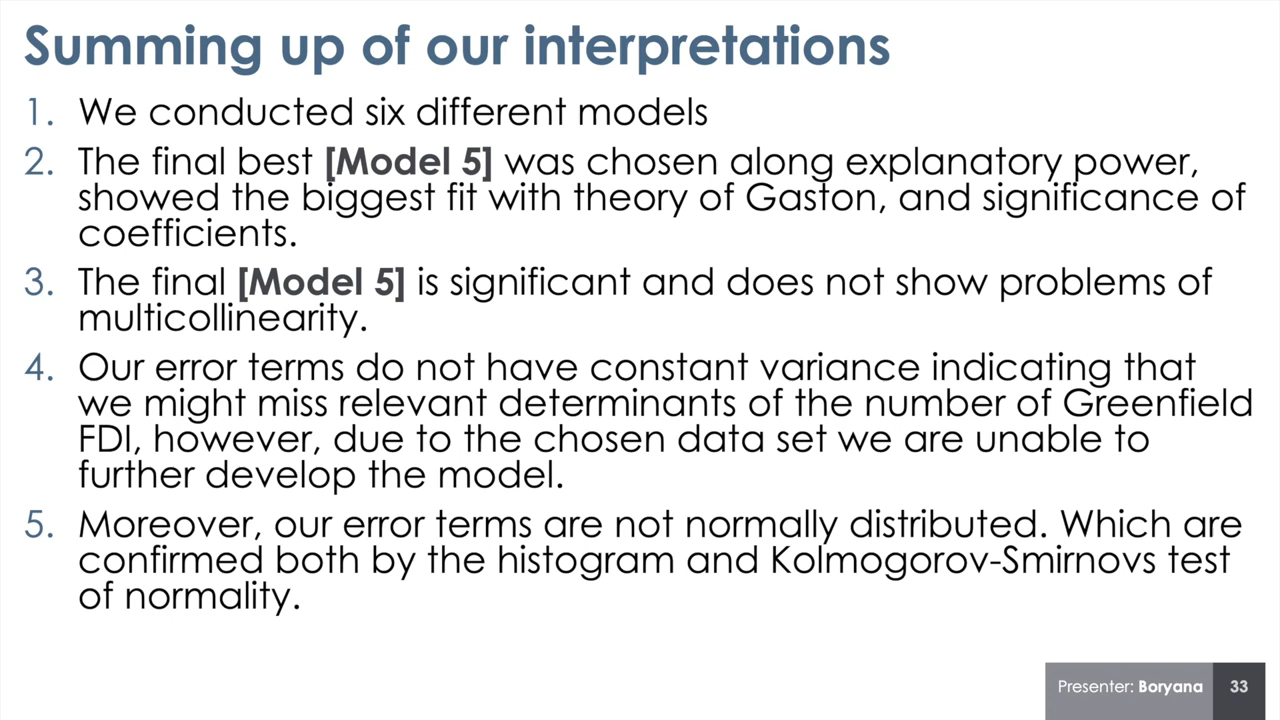 Summing up of our interpretations
1. We conducted six different models
2. The final best [Model 5] was chosen along explanatory power,
showed the biggest fit with theory of Gaston, and significance of
coefficients.
3. The final [Model 5] is significant and does not show problems of
multicollinearity.
4. Our error terms do not have constant variance indicating that
we might miss relevant determinants of the number of Greenfield
FDI, however, due to the chosen data set we are unable to
further develop the model.
5. Moreover, our error terms are not normally distributed. Which are
confirmed both by the histogram and Kolmogorov-Smirnovs test
of normality.
Presenter: Boryana 33